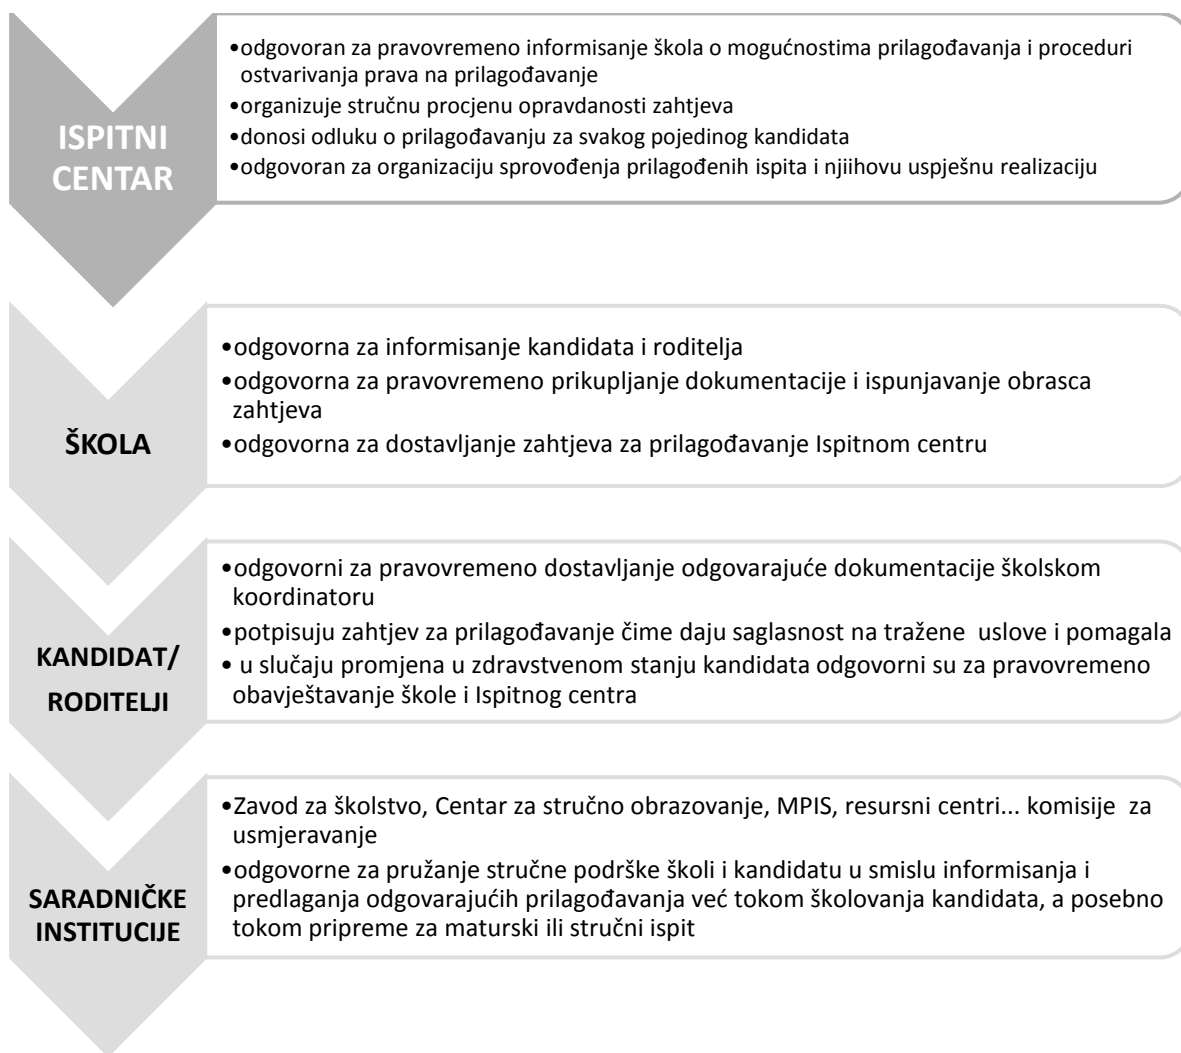 ISPITNI
CENTAR
•odgovoran za pravovremeno informisanje škola o mogućnostima prilagođavanja i proceduri
ostvarivanja prava na prilagođavanje
•organizuje stručnu procjenu opravdanosti zahtjeva
•donosi odluku o prilagođavanju za svakog pojedinog kandidata
•odgovoran za organizaciju sprovođenja prilagođenih ispita i njiihovu uspješnu realizaciju
ŠKOLA
•odgovorna za informisanje kandidata i roditelja
•odgovorna za pravovremeno prikupljanje dokumentacije i ispunjavanje obrasca
zahtjeva
•odgovorna za dostavljanje zahtjeva za prilagođavanje Ispitnom centru
KANDIDAT/
RODITELJI
•odgovorni za pravovremeno dostavljanje odgovarajuće dokumentacije školskom
koordinatoru
•potpisuju zahtjev za prilagođavanje čime daju saglasnost na tražene  uslove i pomagala
• u slučaju promjena u zdravstvenom stanju kandidata odgovorni su za pravovremeno
obavještavanje škole i Ispitnog centra
SARADNIČKE
INSTITUCIJE
•Zavod za školstvo, Centar za stručno obrazovanje, MPIS, resursni centri... komisije  za
usmjeravanje
•odgovorne za pružanje stručne podrške školi i kandidatu u smislu informisanja i
predlaganja odgovarajućih prilagođavanja već tokom školovanja kandidata, a posebno
tokom pripreme za maturski ili stručni ispit